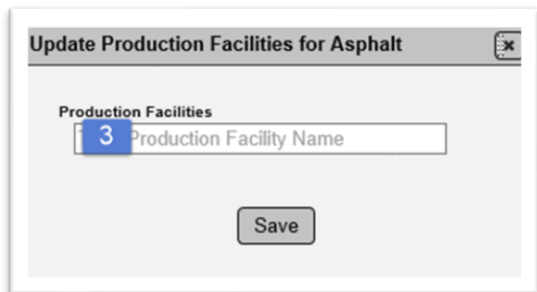 Update Production Facilities for Asphalt
Production Facilities
3 Production Facility Name
Save